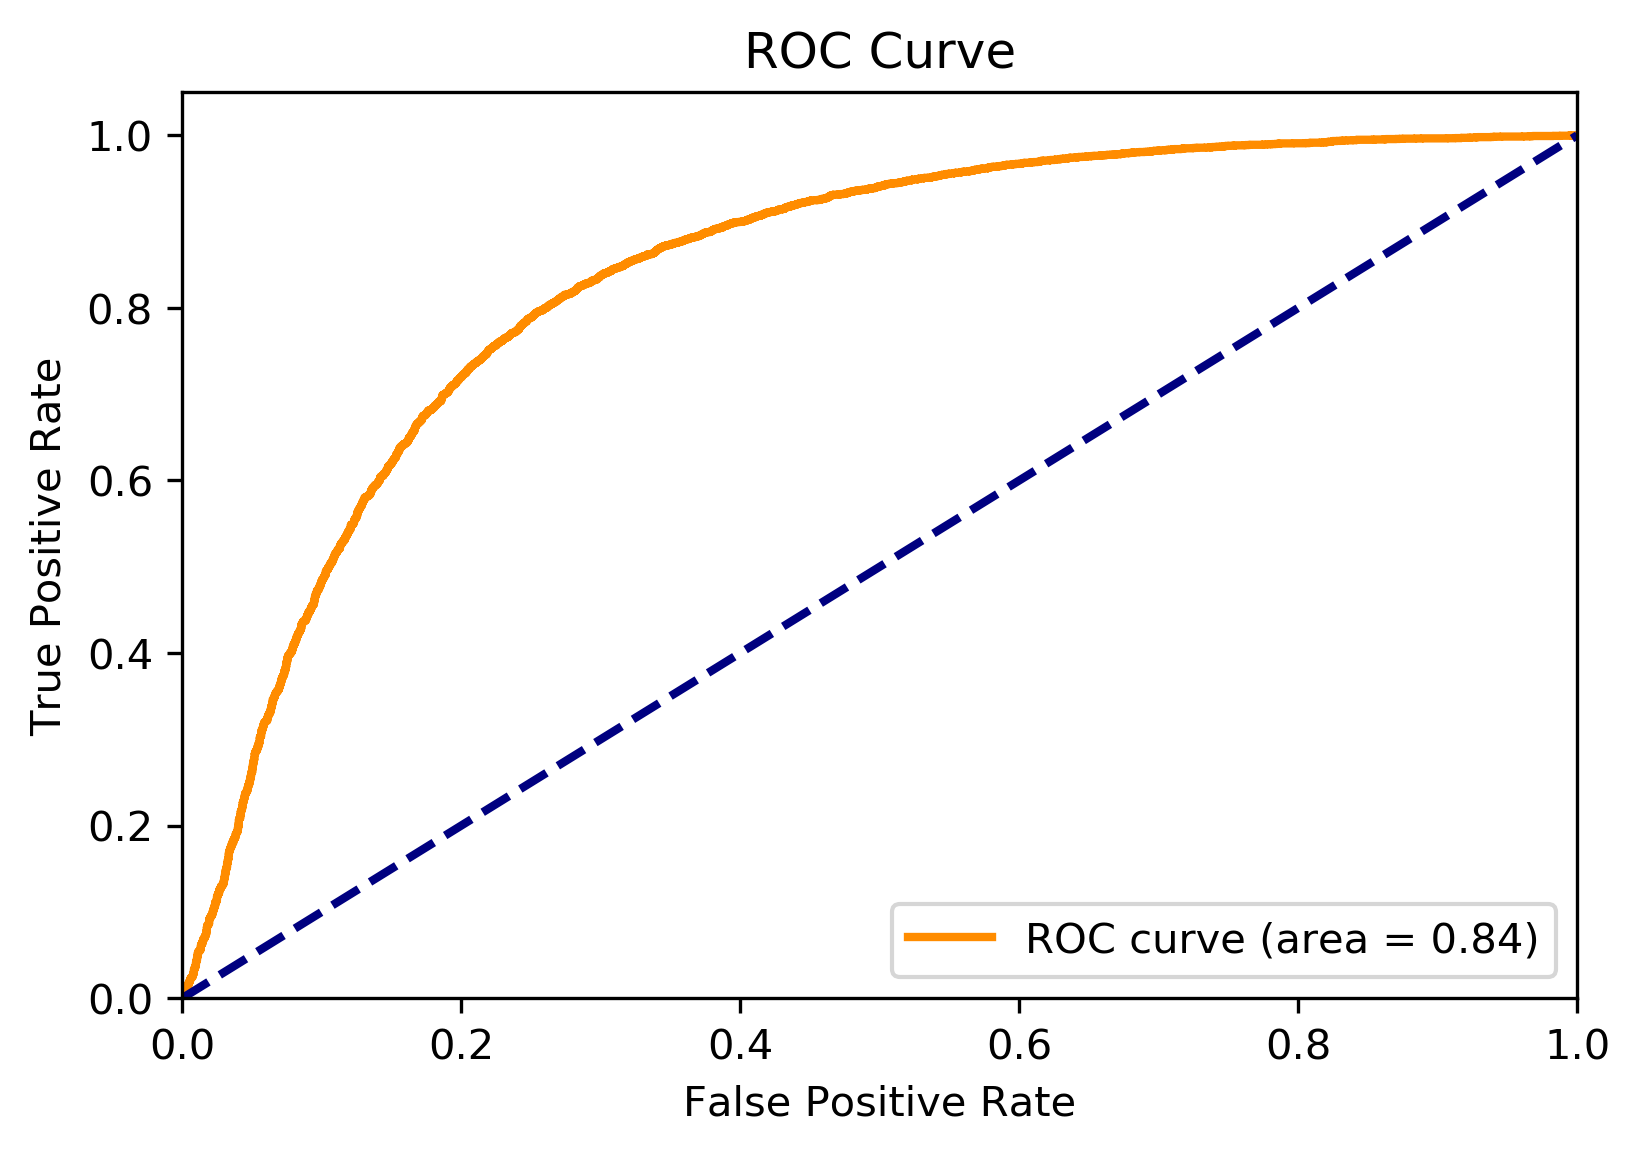 ROC Curve
1.0
0.8
0.6
0.4
0.2
0.0
True Positive Rate
ROC curve (area = 0.84)
0.0 0.2 0.4 0.6 0.8 1.0
False Positive Rate